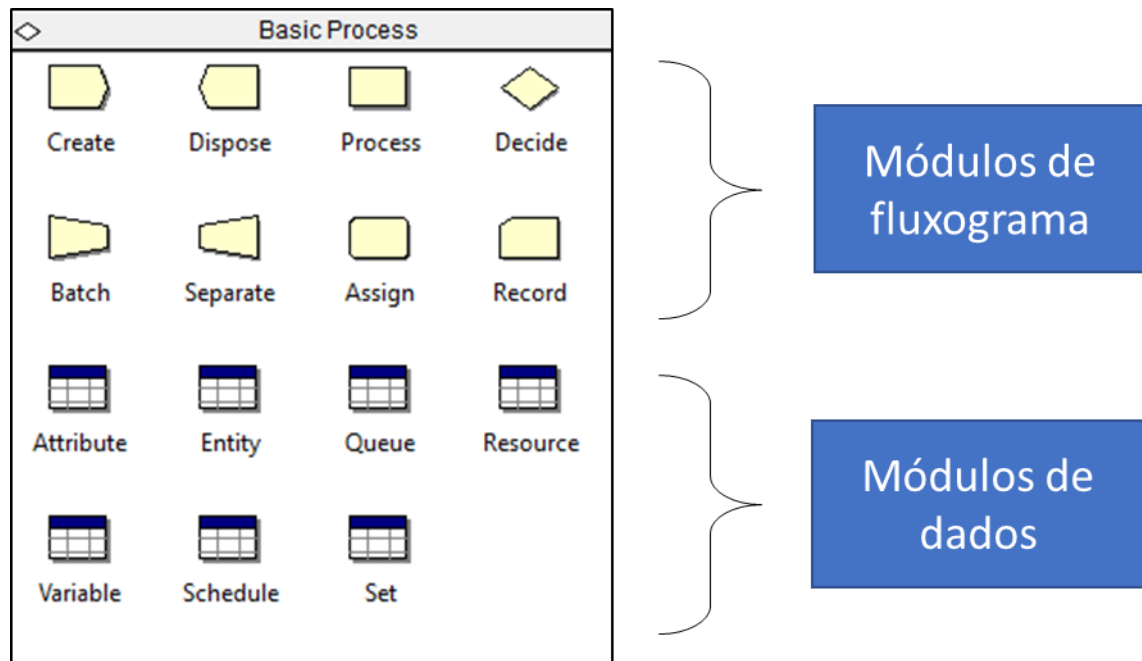 Basic Process
Create Dispose Process Decide
Batch Separate Assign Record
Attribute Entity Queue Resource
Variable Schedule Set
Módulos de
fluxograma
Módulos de
dados